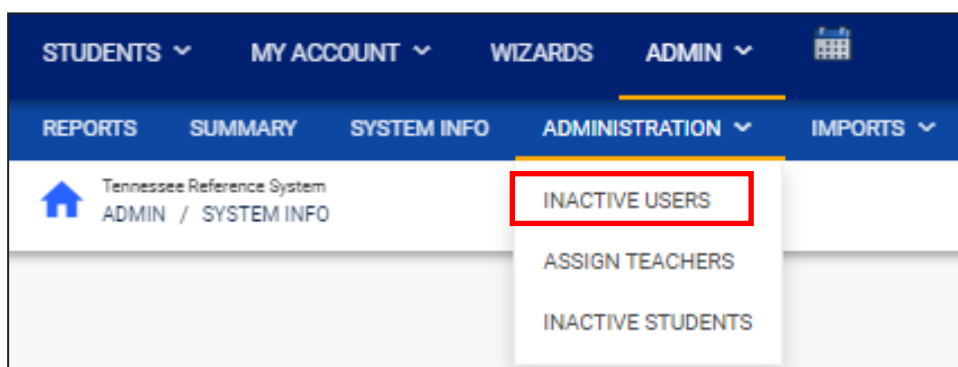 STUDENTS MY ACCOUNT WIZARDS ADMIN
REPORTS SUMMARY SYSTEM INFO ADMINISTRATION IMPORTS
Tennessee Reference System
ADMIN / SYSTEM INFO
INACTIVE USERS
ASSIGN TEACHERS
INACTIVE STUDENTS